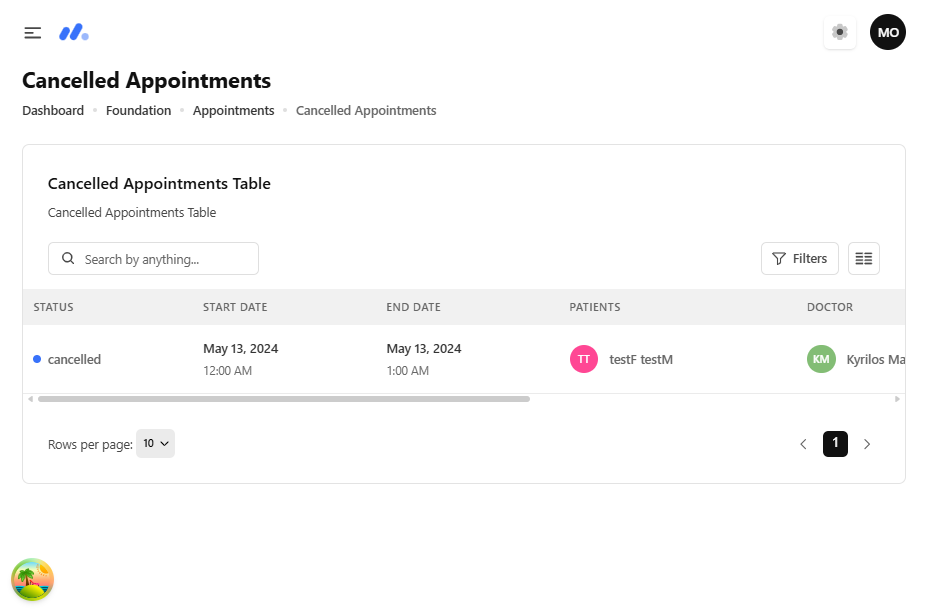 MO
Cancelled Appointments
Dashboard Foundation Appointments Cancelled Appointments
Cancelled Appointments Table
Cancelled Appointments Table
Search by anything...
Filters
STATUS START DATE END DATE PATIENTS DOCTOR
cancelled May 13, 2024 12:00 AM May 13, 2024 1:00 AM TT testF testM KM Kyrilos Ma
Rows per page: 10
1